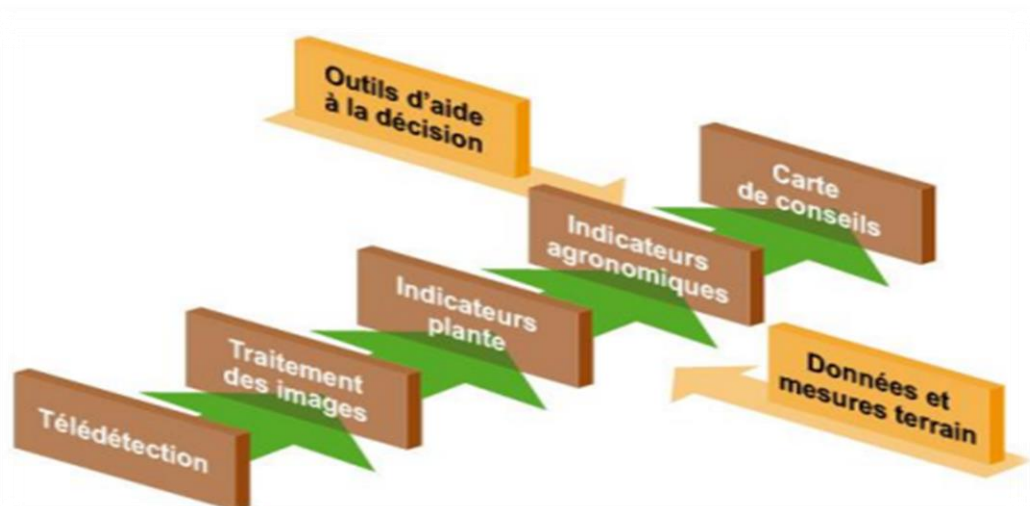 Outils d'aide
à la décision
Carte
de conseils
Indicateurs
agronomiques
Indicateurs
plante
Données et
mesures terrain
Traitement
des images
Télédétection